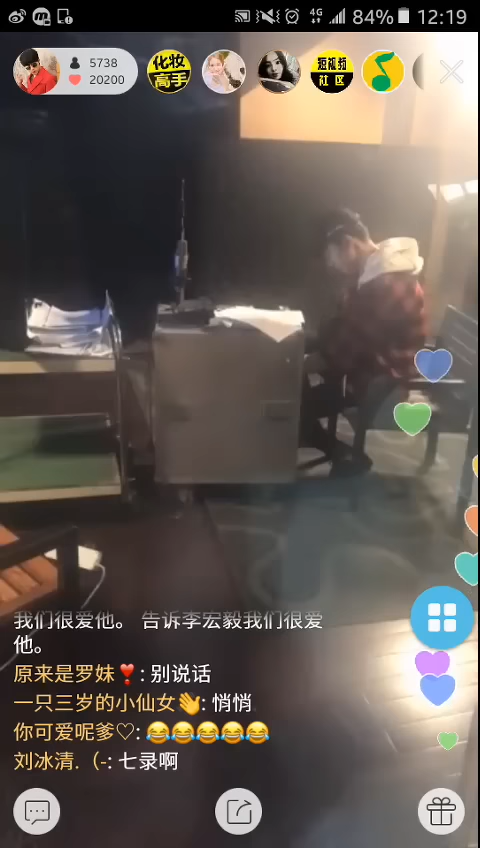 4G 84% 12:19
5738
20200
化妆
高手
短视频
社区
我们很爱他。 告诉李宏毅我们很爱
他。
原来是罗妹❣️: 别说话
一只三岁的小仙女👋: 悄悄
你可爱呢爹♡: 😂😂😂😂😂
刘冰清.（-: 七录啊